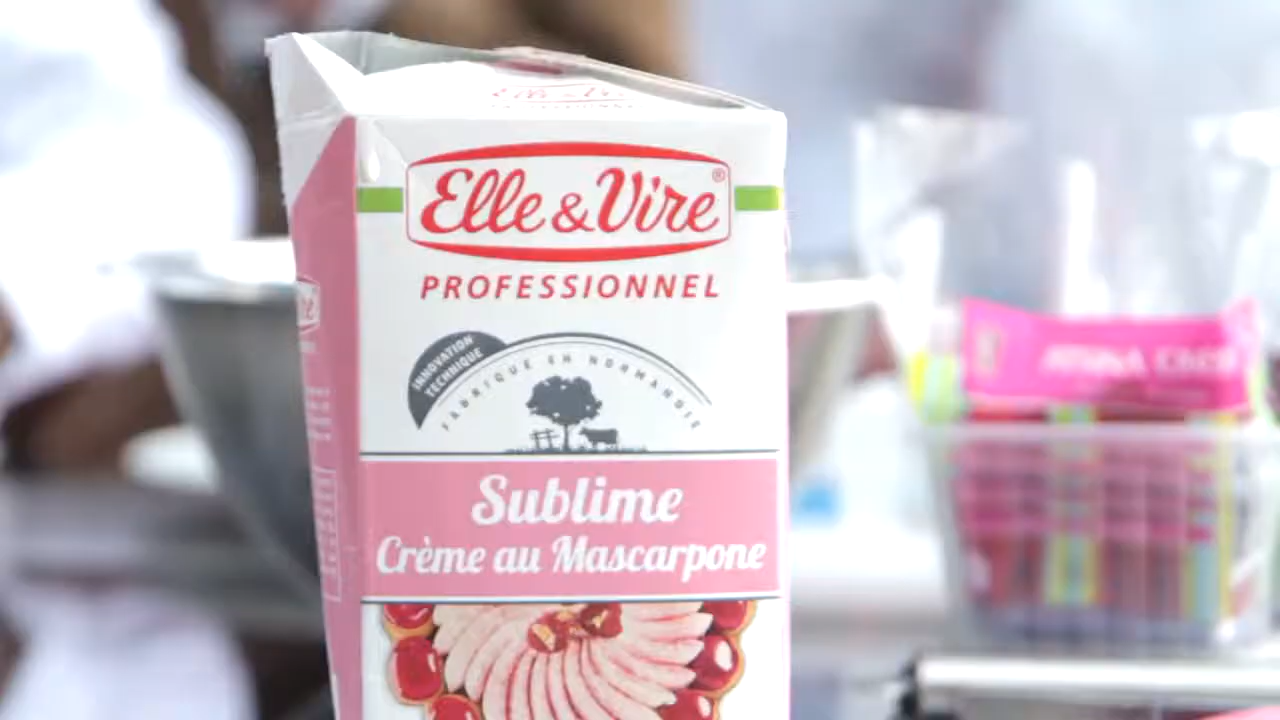 Elle & Vire®
PROFESSIONNEL
INNOVATION
TECHNIQUE
FABRIQUÉ EN NORMANDIE
Sublime
Crème au Mascarpone